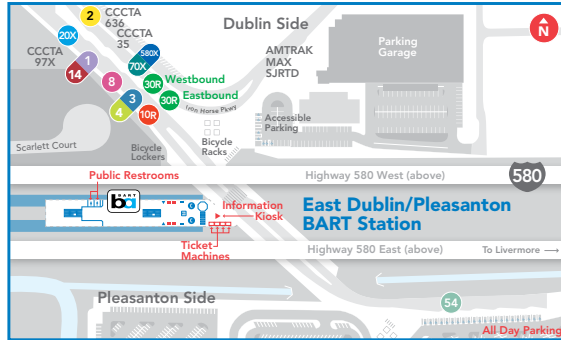 2
CCCTA
636
Dublin Side
N
20X
CCCTA
35
580X
70X
CCCTA
97X
1
14
8
30R
Westbound
3
4
30R
Eastbound
10R
Iron Horse Pkwy
AMTRAK
MAX
SJRTD
Parking
Garage
Accessible
Parking
Scarlett Court
Bicycle
Lockers
Bicycle
Racks
Public Restrooms
Highway 580 West (above)
580
BART
ba
Information
Kiosk
East Dublin/Pleasanton
BART Station
Ticket
Machines
Highway 580 East (above)
To Livermore
Pleasanton Side
54
All Day Parking